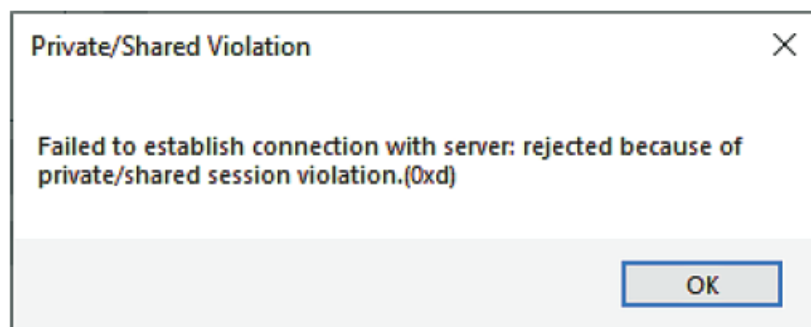 Private/Shared Violation
Failed to establish connection with server: rejected because of
private/shared session violation.(0xd)
OK